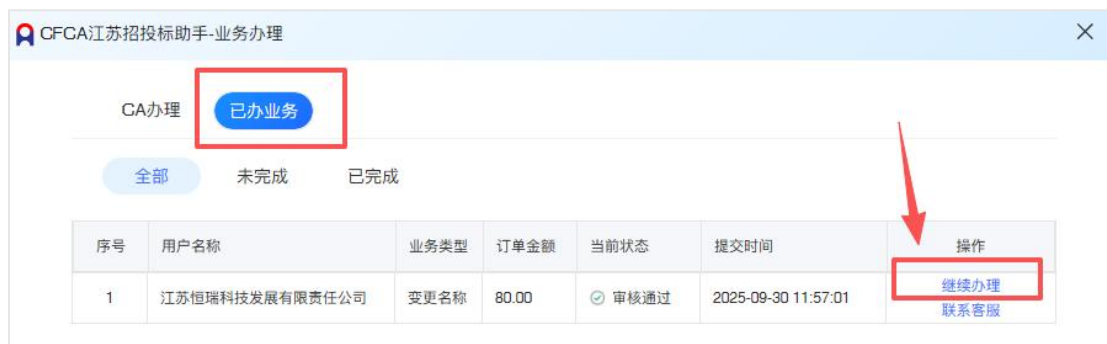 CFCA江苏招投标助手-业务办理
CA办理 已办业务
全部 未完成 已完成
序号 用户名称 业务类型 订单金额 当前状态 提交时间 操作
1 江苏恒瑞科技发展有限责任公司 变更名称 80.00 审核通过 2025-09-30 11:57:01 继续办理
联系客服